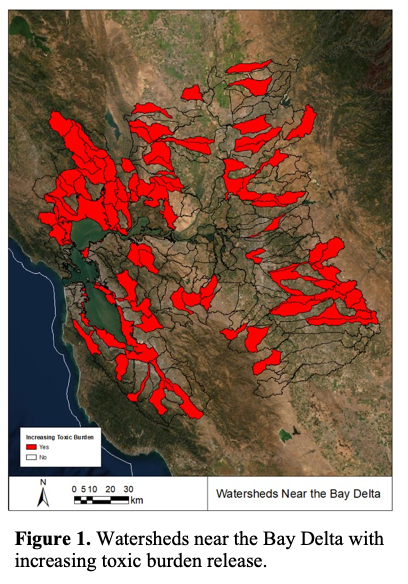 Increasing Toxic Burden
Yes
No
N
0 5 10 20 30
km
Watersheds Near the Bay Delta
Figure 1. Watersheds near the Bay Delta with
increasing toxic burden release.